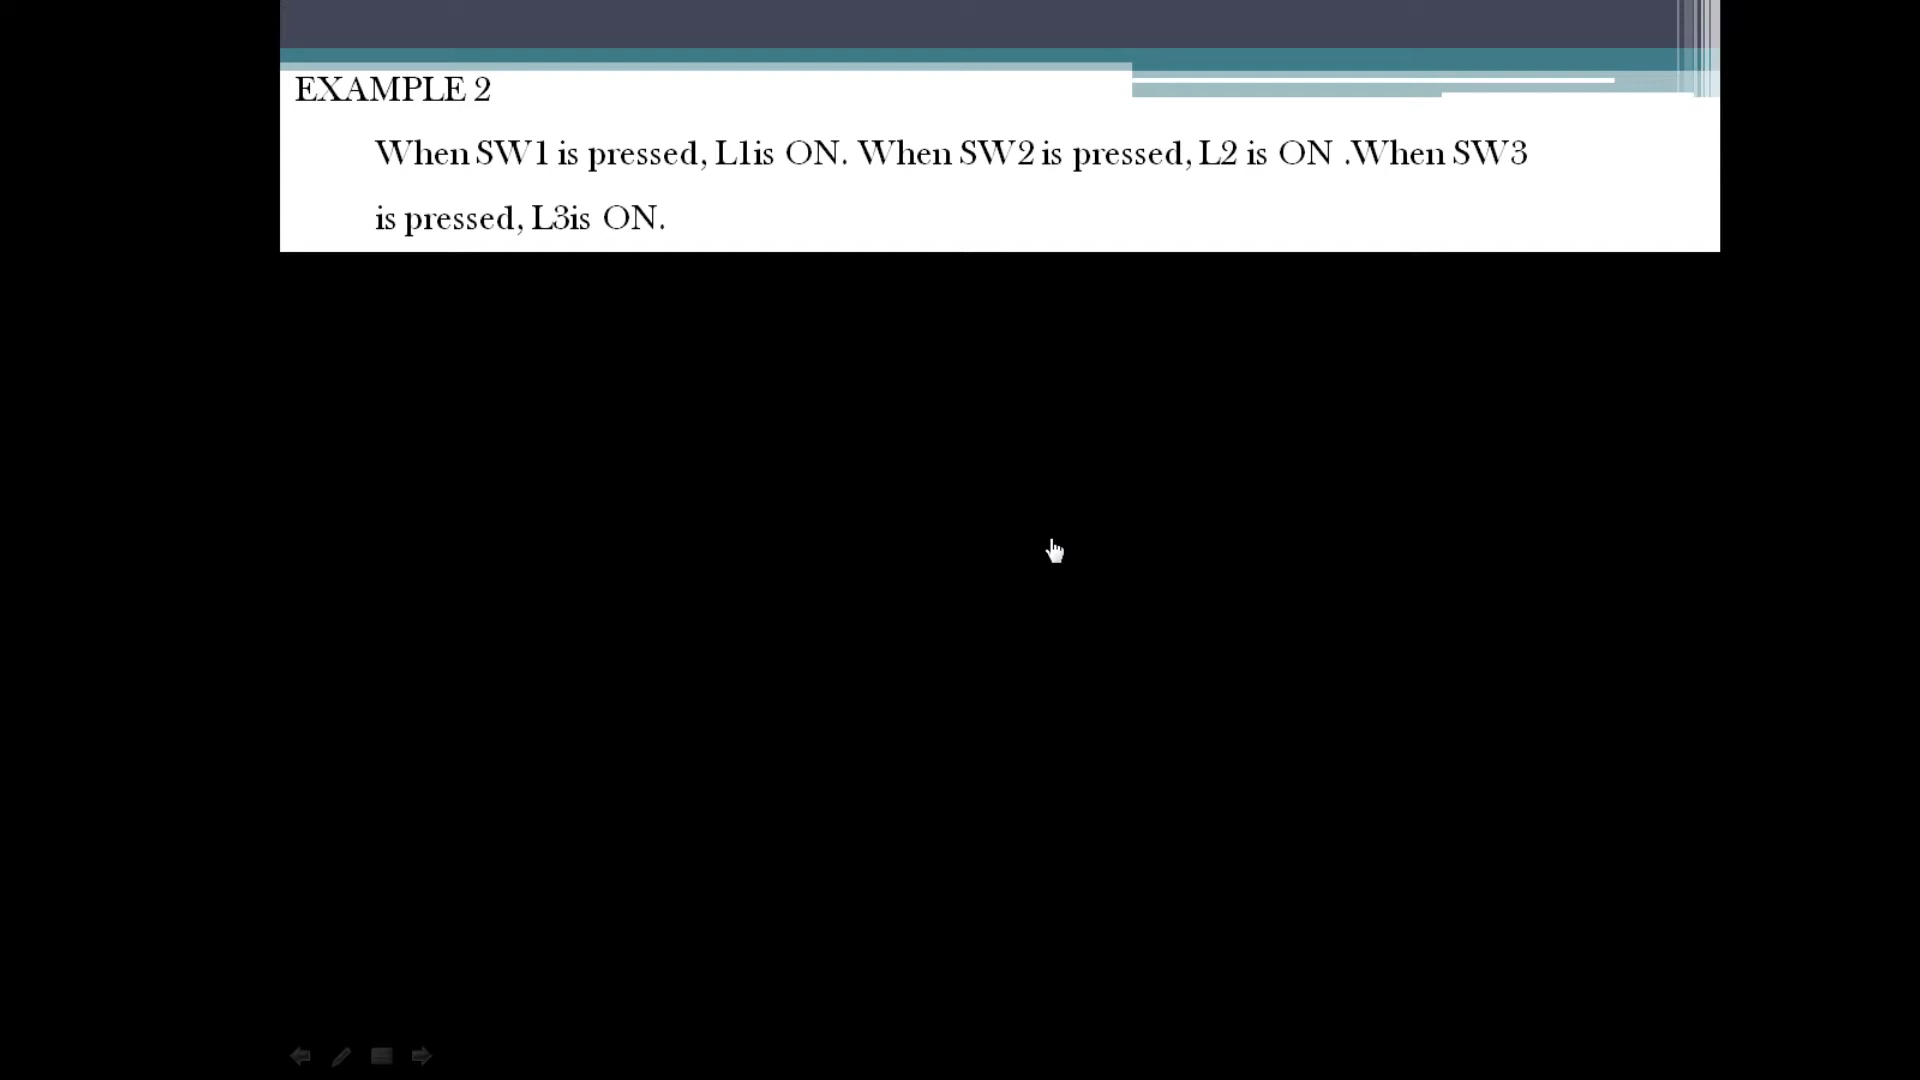 EXAMPLE 2
When SW1 is pressed, L1is ON. When SW2 is pressed, L2 is ON .When SW3
is pressed, L3is ON.